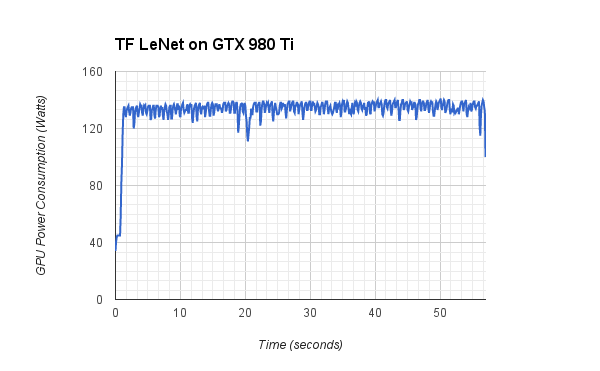 TF LeNet on GTX 980 Ti
160
120
80
40
0
GPU Power Consumption (Watts)
0 10 20 30 40 50
Time (seconds)